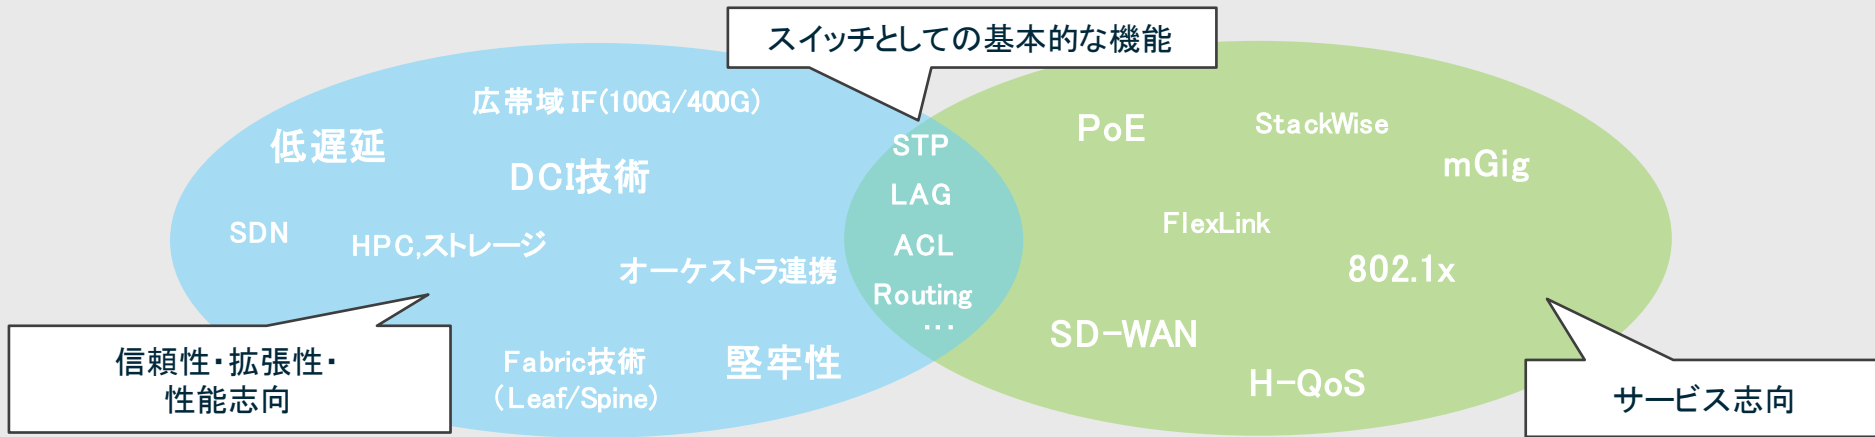 スイッチとしての基本的な機能
広帯域 IF(100G/400G)
低遅延
DCI技術
SDN
HPC,ストレージ
オーケストラ連携
Fabric技術
(Leaf/Spine)
堅牢性
信頼性・拡張性・
性能志向
STP
LAG
ACL
Routing
...
PoE
StackWise
mGig
FlexLink
802.1x
SD-WAN
H-QoS
サービス志向